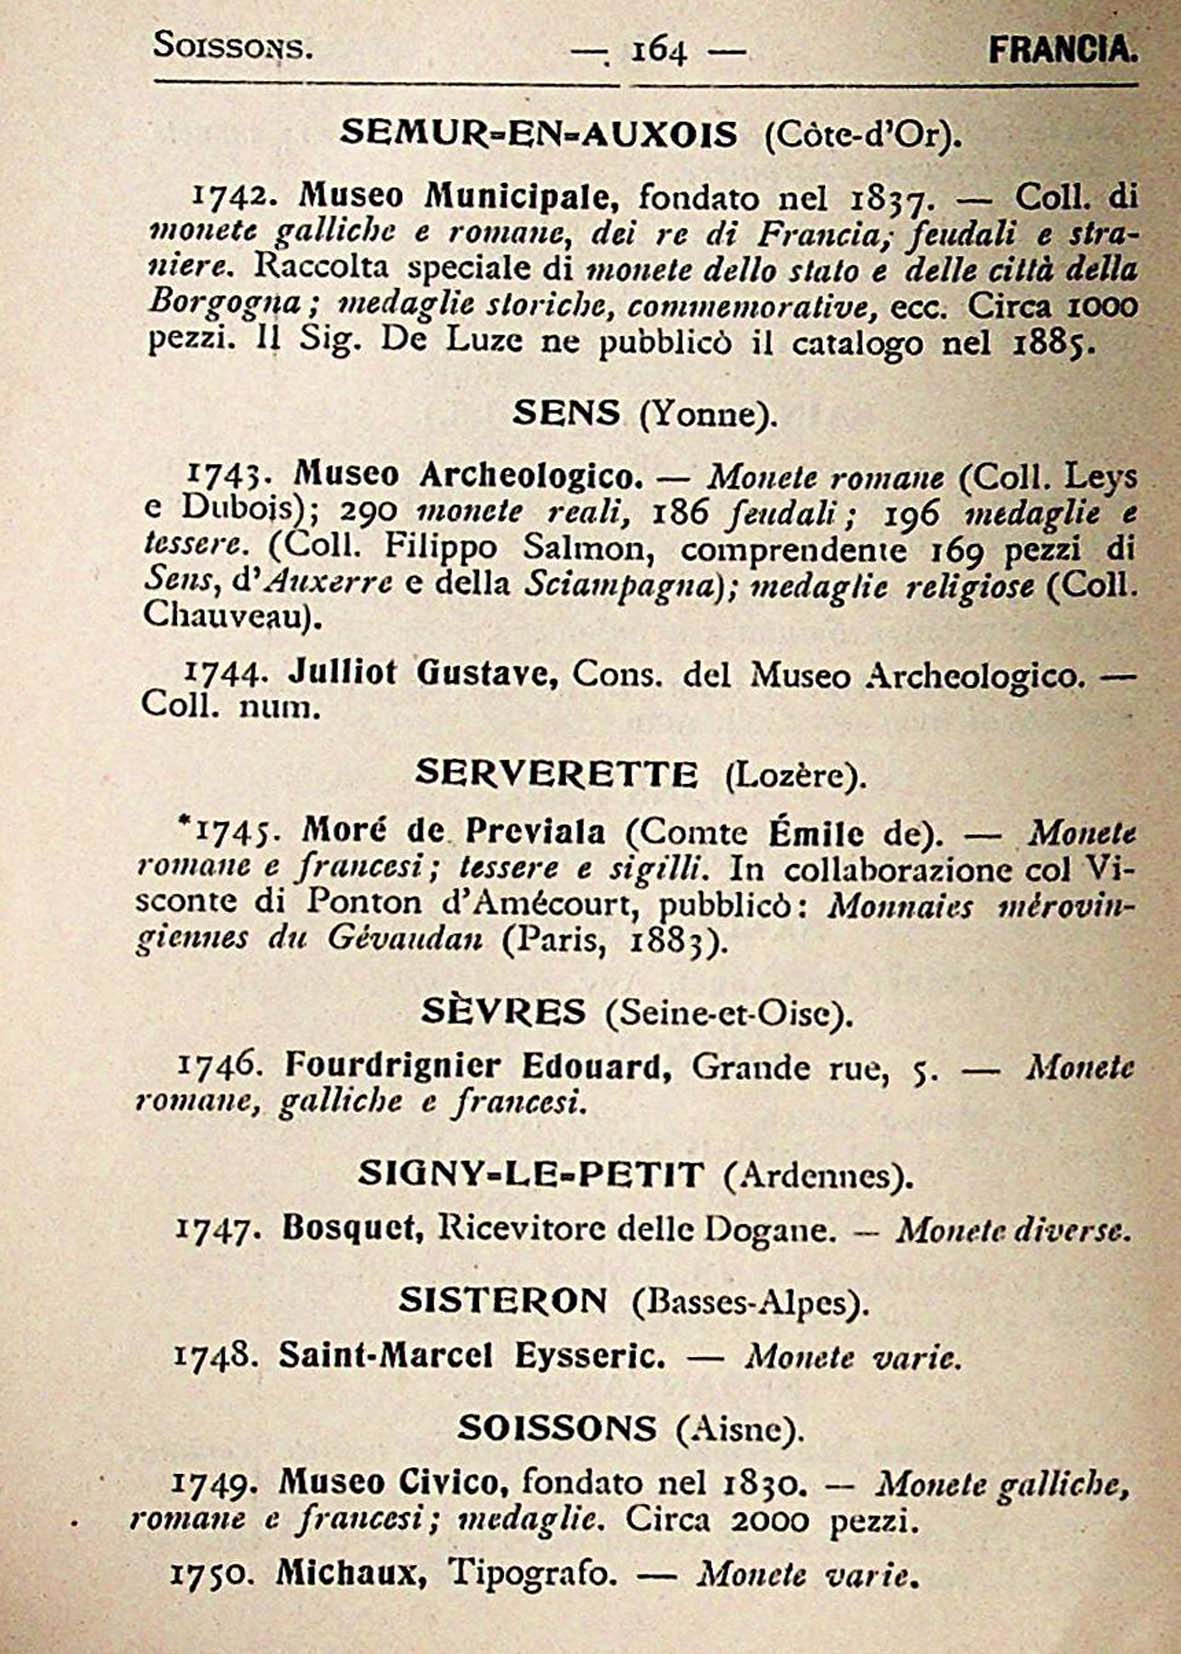 Soissons. — 164 — FRANCIA.
SEMUR-EN-AUXOIS (Còte-d'Or).
1742. Museo Municipale, fondato nel 1837. — Coll. di
monete galliche e romane, dei re di Francia, feudali e stra-
niere. Raccolta speciale di monete dello stato e delle città della
Borgogna; medaglie storiche, commemorative, ecc. Circa 1000
pezzi. Il Sig. De Luze ne pubblicò il catalogo nel 1885.
SENS (Yonne).
1743. Museo Archeologico. — Monete romane (Coll. Leys
e Dubois); 290 monete reali, 186 feudali; 196 medaglie e
tessere. (Coll. Filippo Salmon, comprendente 169 pezzi di
Sens, d'Auxerre e della Sciampagna); medaglie religiose (Coll.
Chauveau).
1744. Julliot Gustave, Cons. del Museo Archeologico. —
Coll. num.
SERVERETTE (Lozère).
*1745. Moré de Previala (Comte Émile de). — Monete
romane e francesi; tessere e sigilli. In collaborazione col Vi-
sconte di Ponton d'Amécourt, pubblicò: Monnaies mérovin-
giennes du Gévaudan (Paris, 1883).
SÈVRES (Seine-et-Oise).
1746. Fourdrignier Edouard, Grande rue, 5. — Monete
romane, galliche e francesi.
SIGNY-LE-PETIT (Ardennes).
1747. Bosquet, Ricevitore delle Dogane. — Monete diverse.
SISTERON (Basses-Alpes).
1748. Saint-Marcel Eysseric. — Monete varie.
SOISSONS (Aisne).
1749. Museo Civico, fondato nel 1830. — Monete galliche,
romane e francesi; medaglie. Circa 2000 pezzi.
1750. Michaux, Tipografo. — Monete varie.